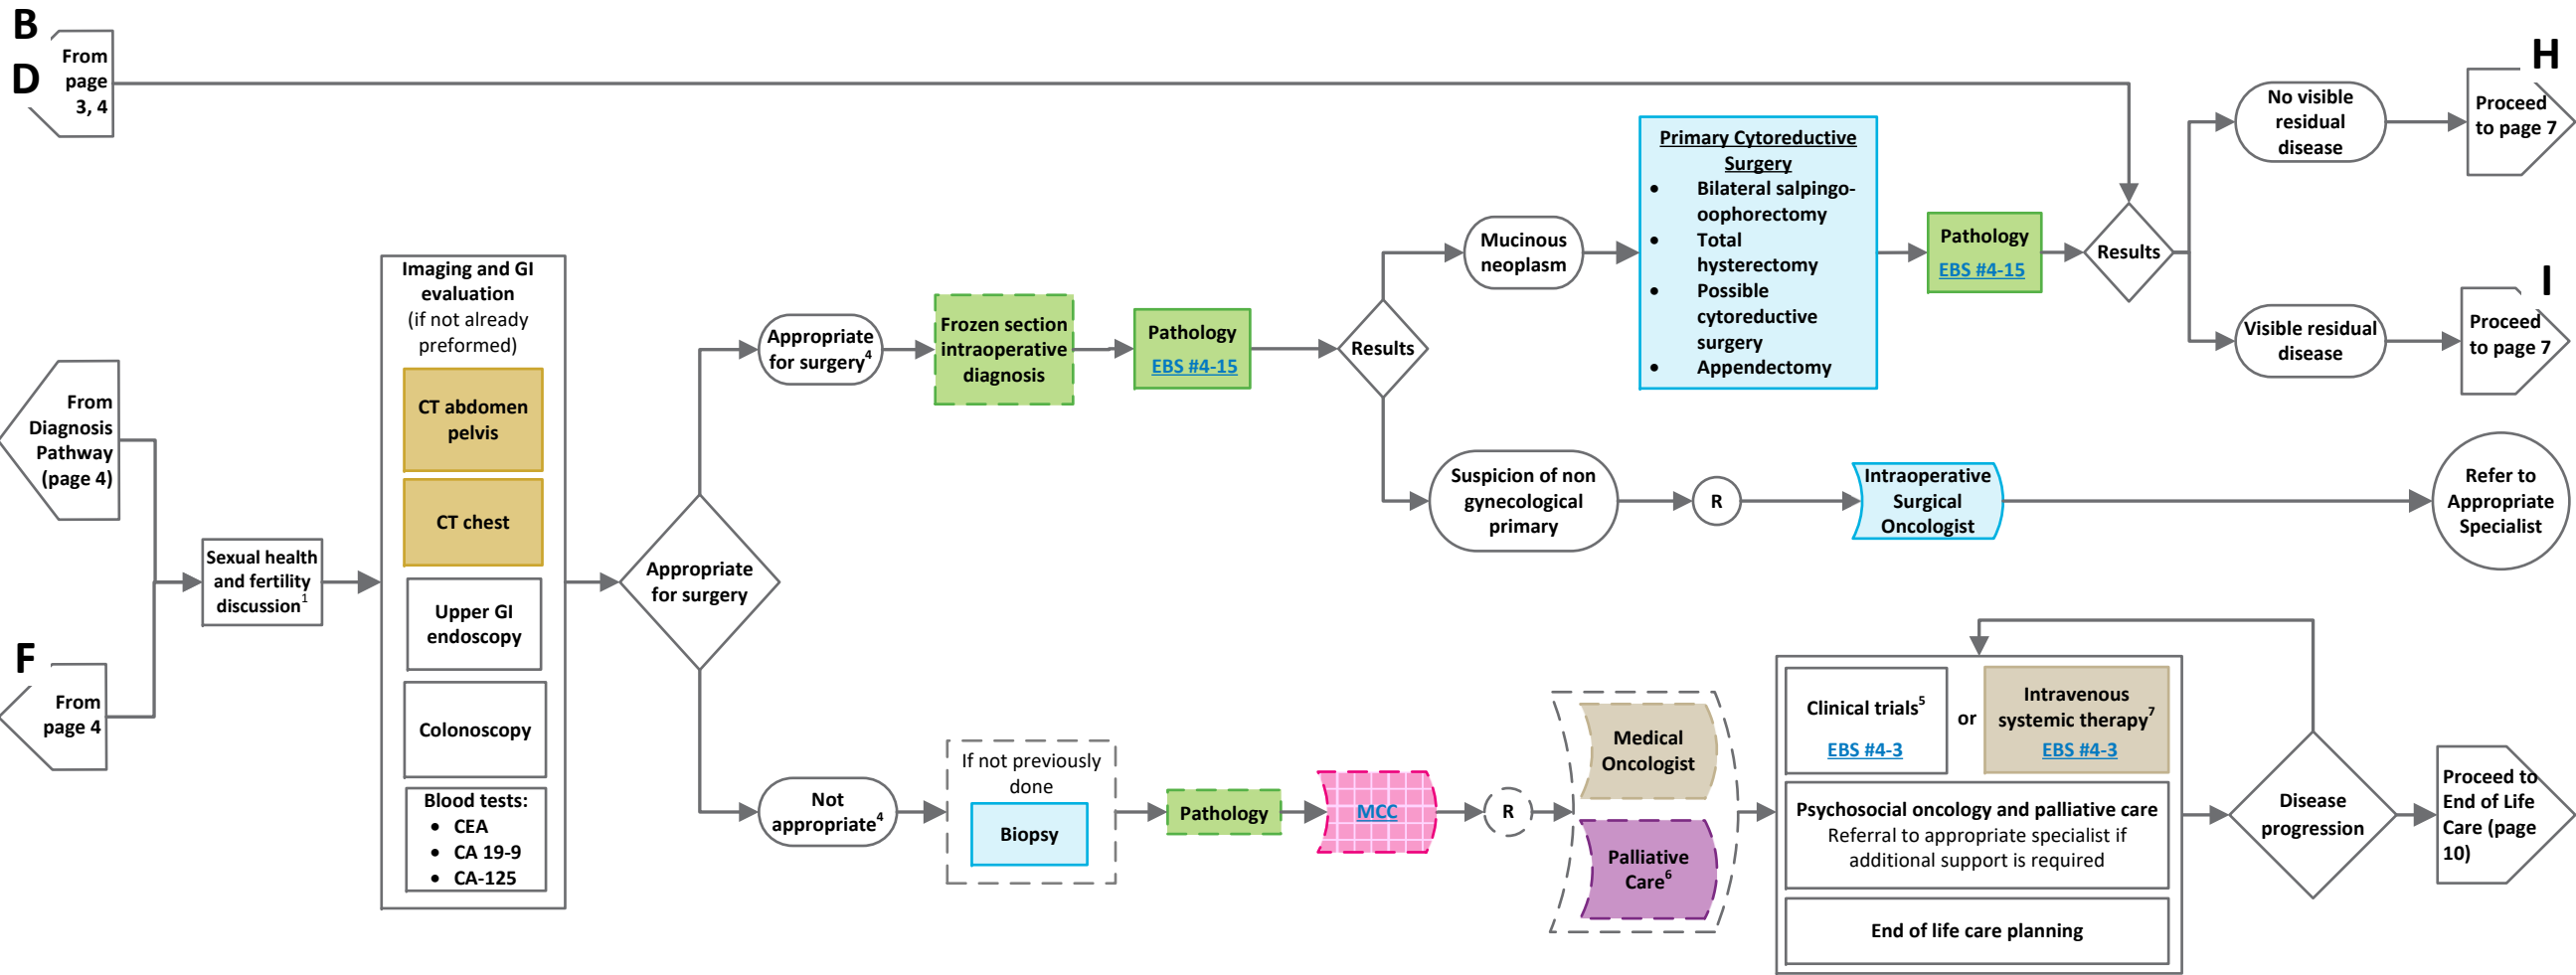 B
D
From
page
3, 4
H
Proceed
to page 7
No visible
residual
disease
I
Proceed
to page 7
Visible residual
disease
From
Diagnosis
Pathway
(page 4)
F
From
page 4
Sexual health
and fertility
discussion1
Imaging and GI
evaluation
(if not already
preformed)
CT abdomen
pelvis
CT chest
Upper GI
endoscopy
Colonoscopy
Blood tests:
• CEA
• CA 19-9
• CA-125
Appropriate
for surgery
Appropriate
for surgery4
Frozen section
intraoperative
diagnosis
Pathology
EBS #4-15
Results
Mucinous
neoplasm
Primary Cytoreductive
Surgery
• Bilateral salpingo-
oophorectomy
• Total
hysterectomy
• Possible
cytoreductive
surgery
• Appendectomy
Pathology
EBS #4-15
Results
Suspicion of non
gynecological
primary
R
Intraoperative
Surgical
Oncologist
Refer to
Appropriate
Specialist
Not
appropriate4
If not previously
done
Biopsy
Pathology
MCC
R
Medical
Oncologist
Palliative
Care6
Clinical trials5
EBS #4-3
or
Intravenous
systemic therapy7
EBS #4-3
Psychosocial oncology and palliative care
Referral to appropriate specialist if
additional support is required
End of life care planning
Disease
progression
Proceed to
End of Life
Care (page
10)